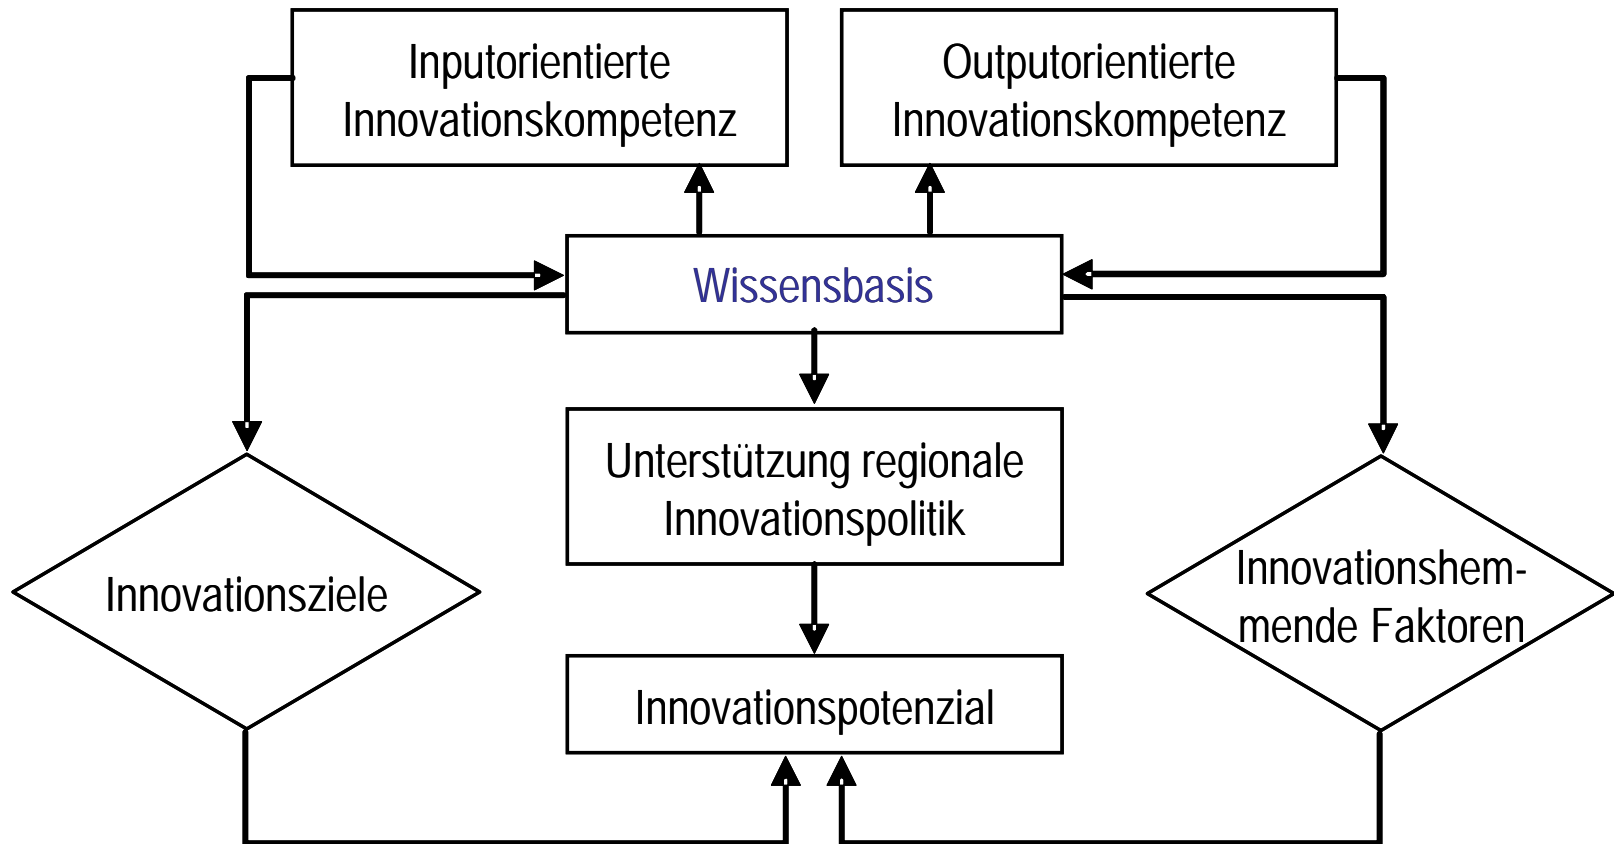 Inputorientierte
Innovationskompetenz
Outputorientierte
Innovationskompetenz
Wissensbasis
Unterstützung regionale
Innovationspolitik
Innovationsziele
Innovationshem-
mende Faktoren
Innovationspotenzial